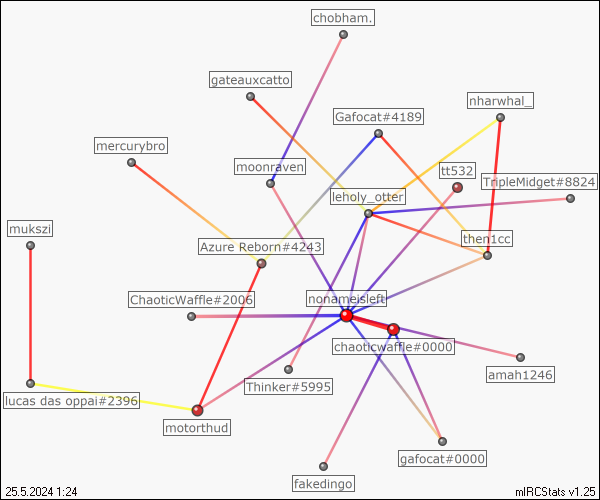 chobham.
gateauxcatto
nharwhal_
Gafocat#4189
mercurybro
moonraven
tt532
TripleMidget#8824
leholy_otter
mukszi
then1cc
Azure Reborn#4243
ChaoticWaffle#2006
nonameisleft
chaoticwaffle#0000
amah1246
Thinker#5995
lucas das oppai#2396
motorthud
gafocat#0000
fakedingo
25.5.2024 1:24
mIRCStats v1.25